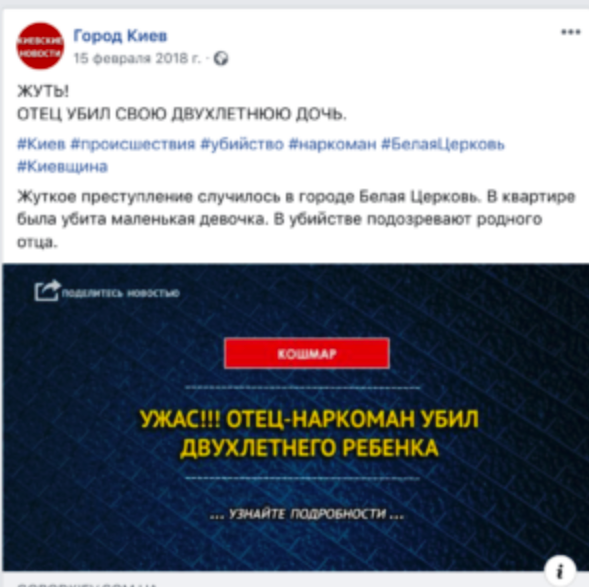 КИЕВСКИЕ
НОВОСТИ
Город Киев
15 февраля 2018 г. ·
ЖУТЬ!
ОТЕЦ УБИЛ СВОЮ ДВУХЛЕТНЮЮ ДОЧЬ.
#Киев #происшествия #убийство #наркоман #БелаяЦерковь
#Киевщина
Жуткое преступление случилось в городе Белая Церковь. В квартире
была убита маленькая девочка. В убийстве подозревают родного
отца.
ПОДЕЛИТЕСЬ НОВОСТЬЮ
КОШМАР
УЖАС!!! ОТЕЦ-НАРКОМАН УБИЛ
ДВУХЛЕТНЕГО РЕБЕНКА
... УЗНАЙТЕ ПОДРОБНОСТИ ...